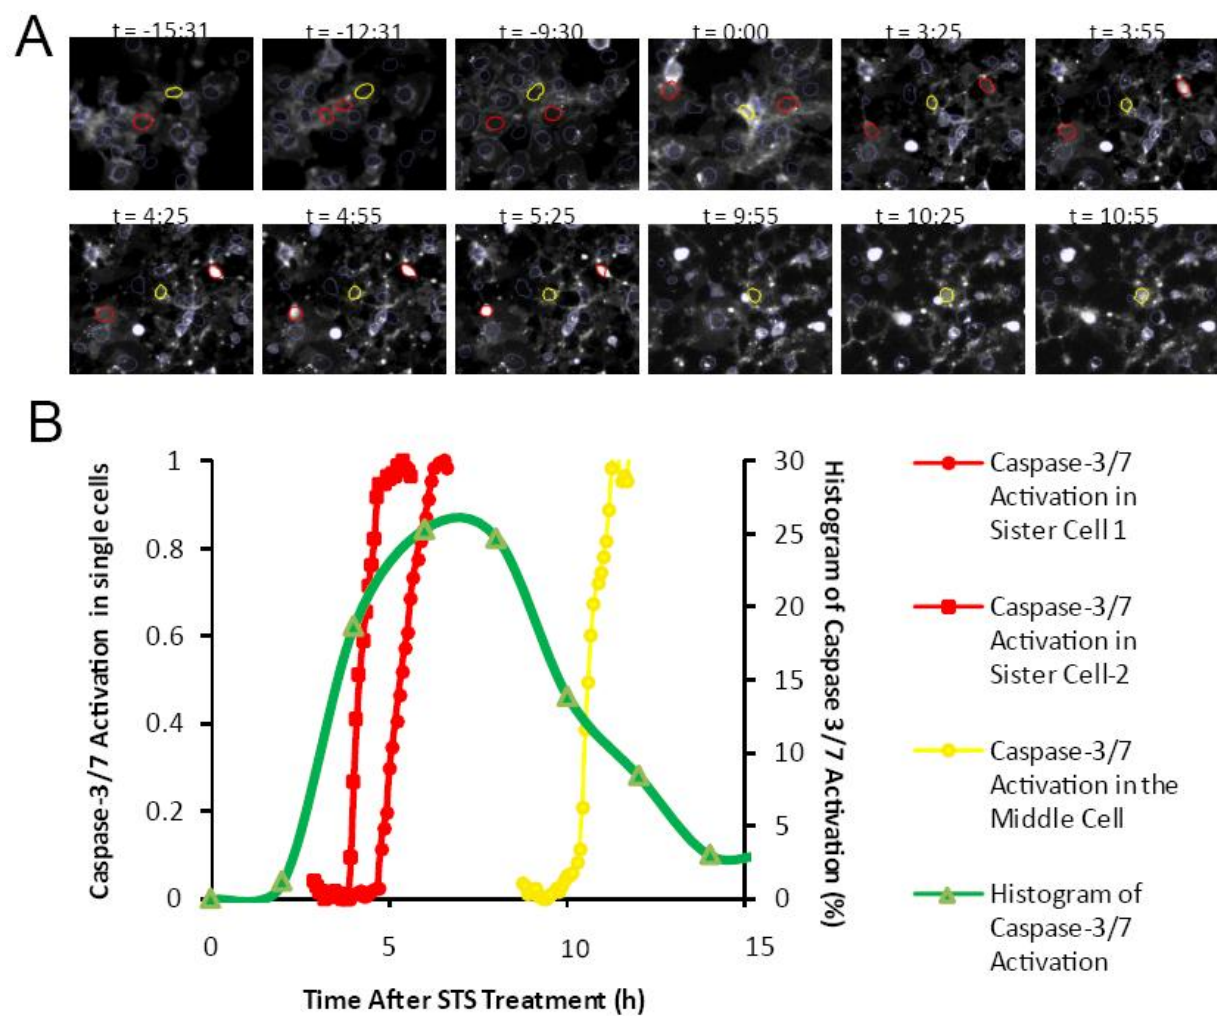 A
t = -15:31
t = -12:31
t = -9:30
t = 0:00
t = 3:25
t = 3:55
t = 4:25
t = 4:55
t = 5:25
t = 9:55
t = 10:25
t = 10:55
B
Caspase-3/7 Activation in single cells
1
0.8
0.6
0.4
0.2
0
0
5
10
15
Time After STS Treatment (h)
30
25
20
15
10
5
0
Histogram of Caspase 3/7 Activation (%)
Caspase-3/7
Activation in
Sister Cell 1
Caspase-3/7
Activation in
Sister Cell-2
Caspase-3/7
Activation in the
Middle Cell
Histogram of
Caspase-3/7
Activation